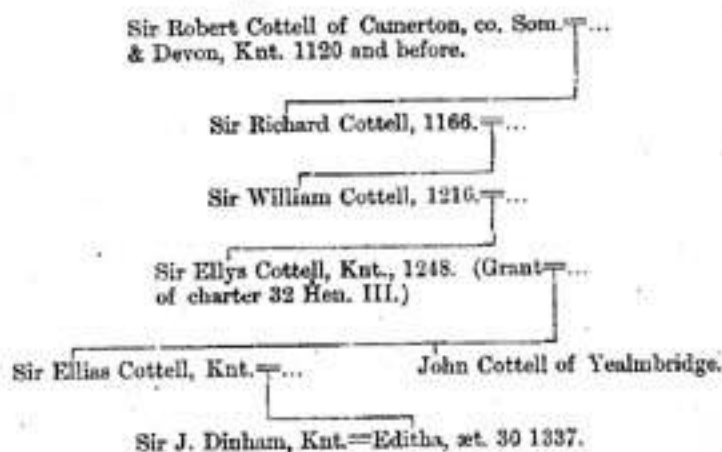 Sir Robert Cottell of Camerton, co. Som.=...
& Devon, Knt. 1120 and before.
Sir Richard Cottell, 1166.=...
Sir William Cottell, 1216.=...
Sir Ellys Cottell, Knt., 1248. (Grant=...
of charter 32 Hen. III.)
Sir Ellias Cottell, Knt.=...
John Cottell of Yealmbridge.
Sir J. Dinham, Knt.=Editha, æt. 30 1337.